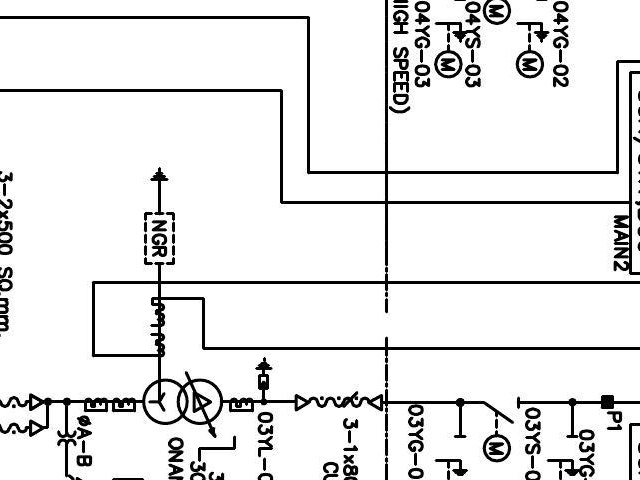 (HIGH SPEED)
04YG-03
04YS-03
04YG-02
M
M
M
MAIN2
3-2x500 SQ.mm.
NGR
P1
ØA-B
ONAN
03YL-0
3-1x80
03YG-0
03YS-0
03YG-
M